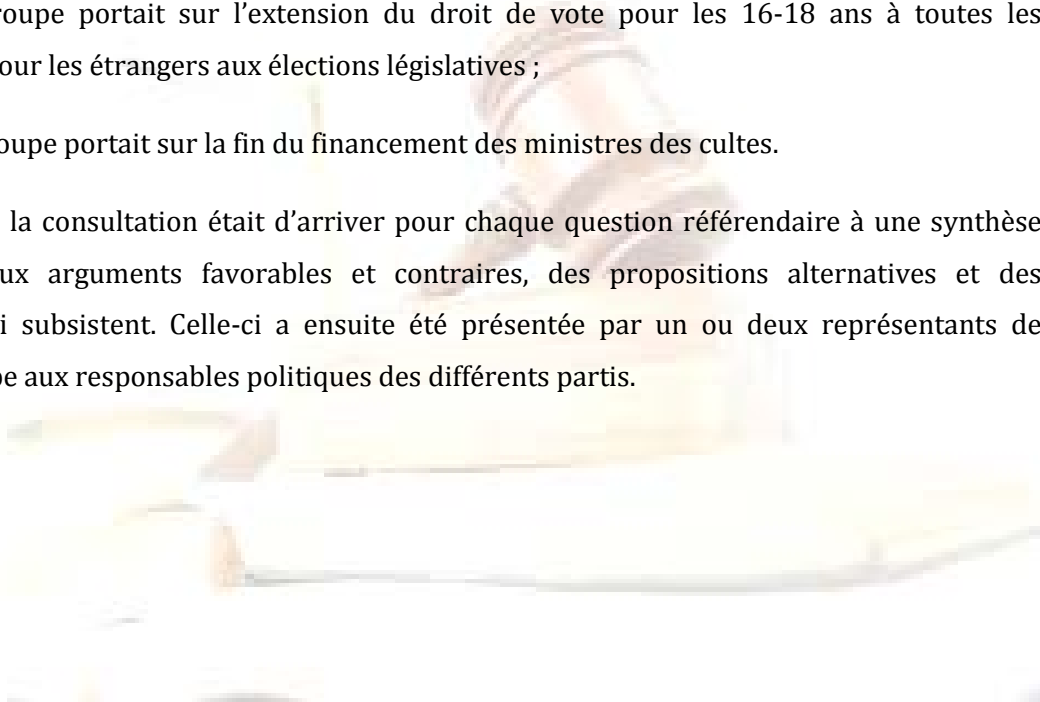 roupe portait sur l’extension du droit de vote pour les 16-18 ans à toutes les
our les étrangers aux élections législatives ;
oupe portait sur la fin du financement des ministres des cultes.
la consultation était d’arriver pour chaque question référendaire à une synthèse
ux arguments favorables et contraires, des propositions alternatives et des
i subsistent. Celle-ci a ensuite été présentée par un ou deux représentants de
pe aux responsables politiques des différents partis.